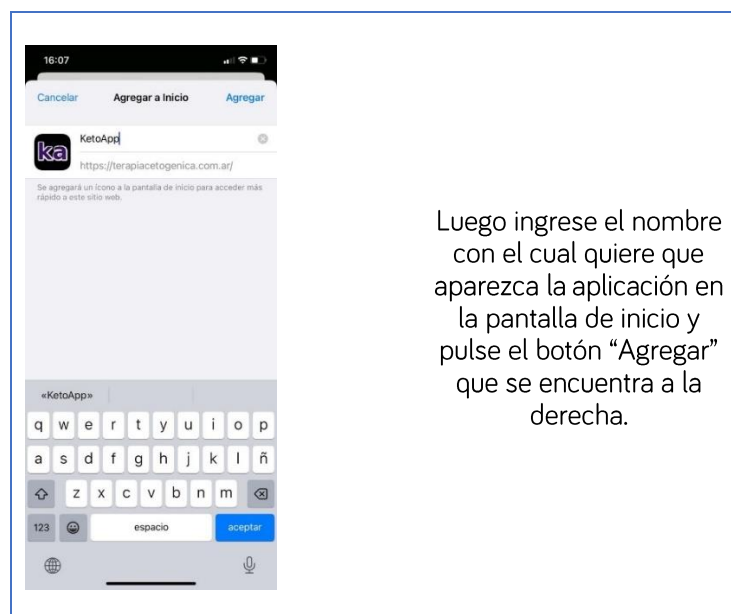 16:07
Cancelar Agregar a Inicio Agregar
ka
KetoApp
https://terapiacetogenica.com.ar/
Se agregará un ícono a la pantalla de inicio para acceder más
rápido a este sitio web.
«KetoApp»
q w e r t y u i o p
a s d f g h j k l ñ
z x c v b n m
123 espacio aceptar
Luego ingrese el nombre
con el cual quiere que
aparezca la aplicación en
la pantalla de inicio y
pulse el botón “Agregar”
que se encuentra a la
derecha.